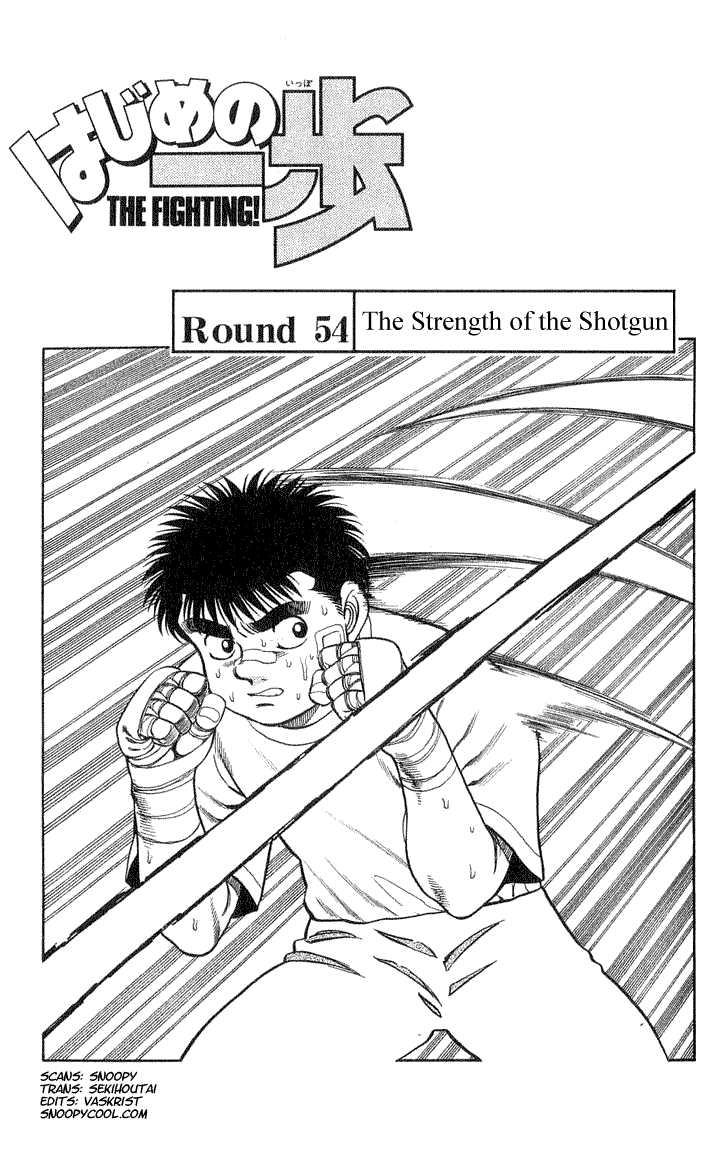 いっぽ
はじめの一歩
THE FIGHTING!
Round 54
The Strength of the Shotgun
SCANS: SNOOPY
TRANS: SEKIHOUTAI
EDITS: VASKRIST
SNOOPYCOOL.COM